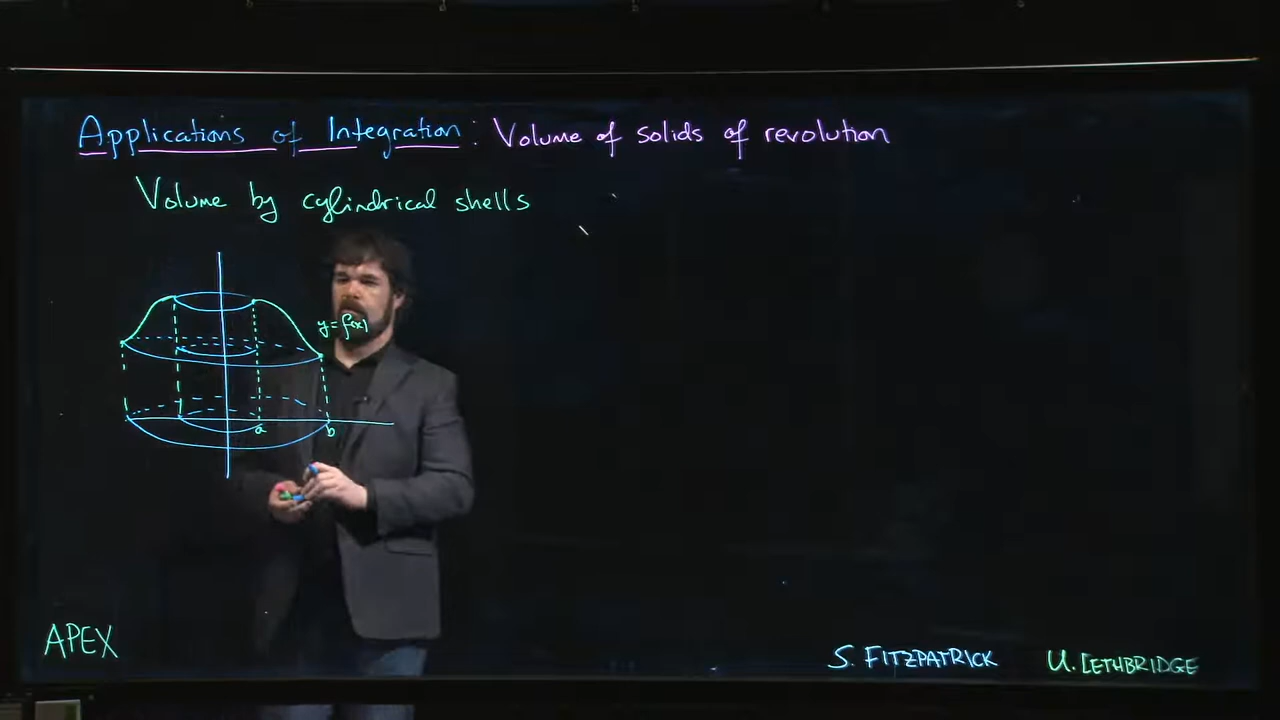 Applications of Integration: Volume of solids of revolution
Volume by cylindrical shells
y=f(x)
a
b
APEX
S. FITZPATRICK
U. LETHBRIDGE